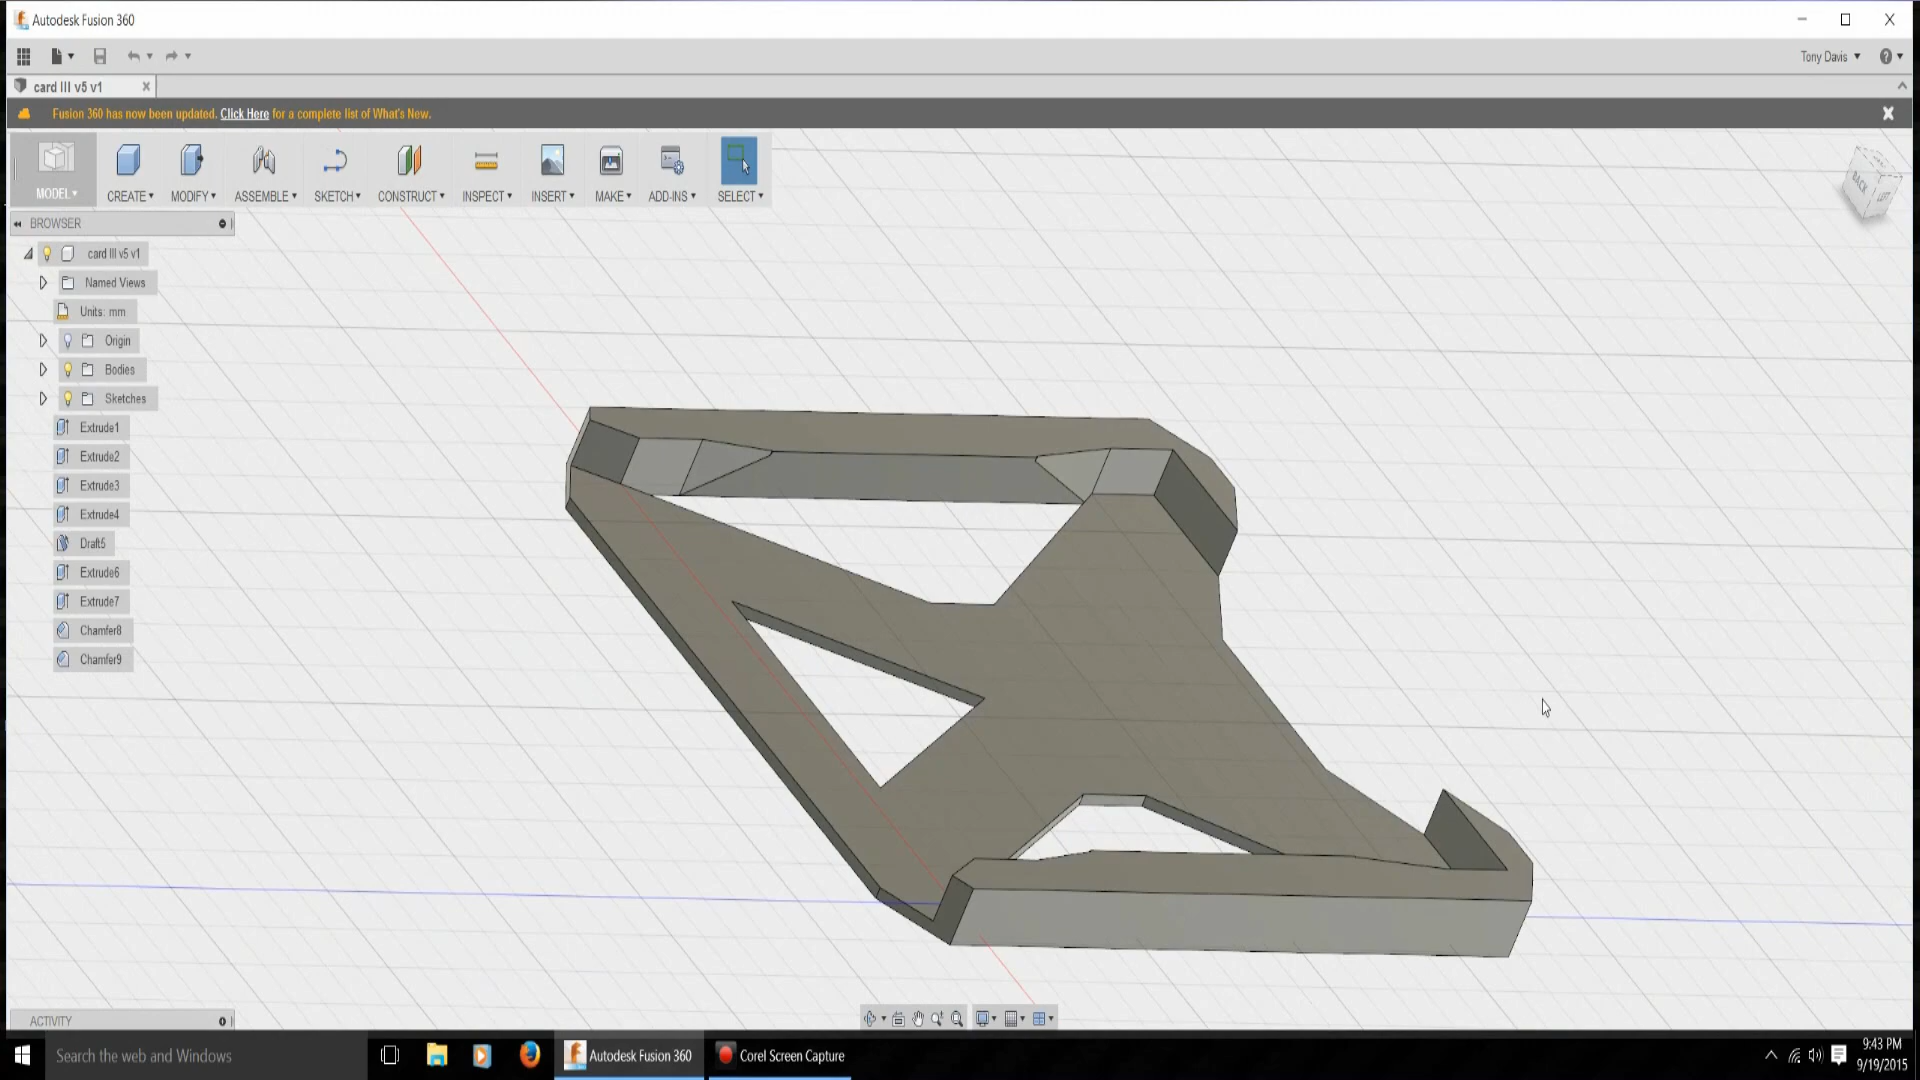 Autodesk Fusion 360
Tony Davis
card III v5 v1
Fusion 360 has now been updated. Click Here for a complete list of What's New.
MODEL
CREATE
MODIFY
ASSEMBLE
SKETCH
CONSTRUCT
INSPECT
INSERT
MAKE
ADD-INS
SELECT
BACK
LEFT
BROWSER
card III v5 v1
Named Views
Units: mm
Origin
Bodies
Sketches
Extrude1
Extrude2
Extrude3
Extrude4
Draft5
Extrude6
Extrude7
Chamfer8
Chamfer9
ACTIVITY
Search the web and Windows
Autodesk Fusion 360
Corel Screen Capture
9:43 PM
9/19/2015